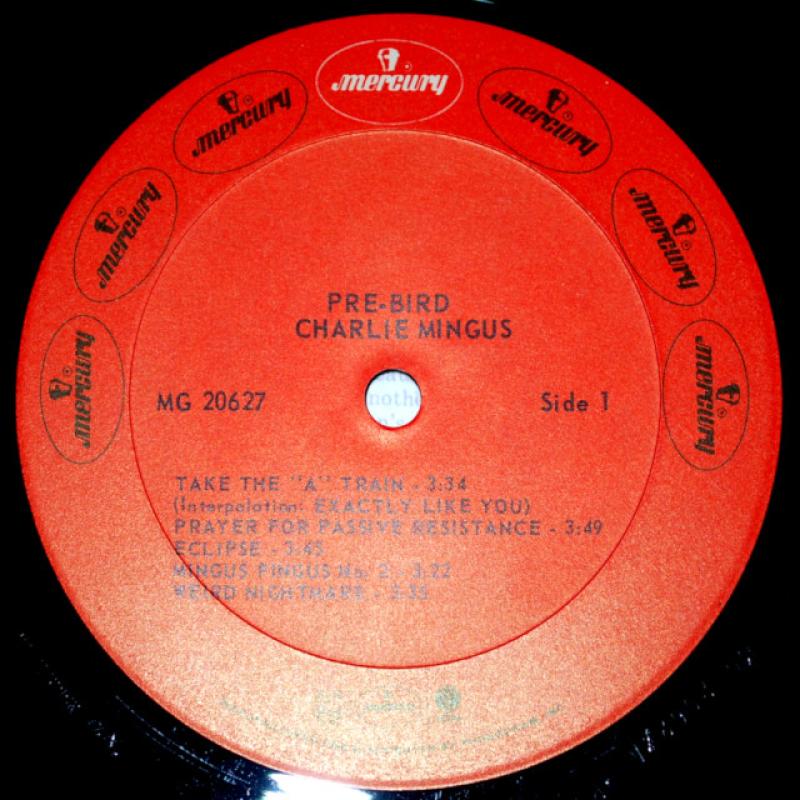 mercury
mercury
mercury
mercury
mercury
mercury
mercury
PRE-BIRD
CHARLIE MINGUS
MG 20627
Side 1
TAKE THE "A" TRAIN - 3:34
(Interpolation: EXACTLY LIKE YOU)
PRAYER FOR PASSIVE RESISTANCE - 3:49
ECLIPSE - 3:45
MINGUS FINGUS No. 2 - 3:22
WEIRD NIGHTMARE - 3:35